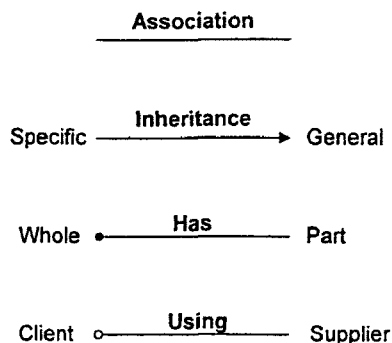 Association
Inheritance
Specific General
Has
Whole Part
Using
Client Supplier